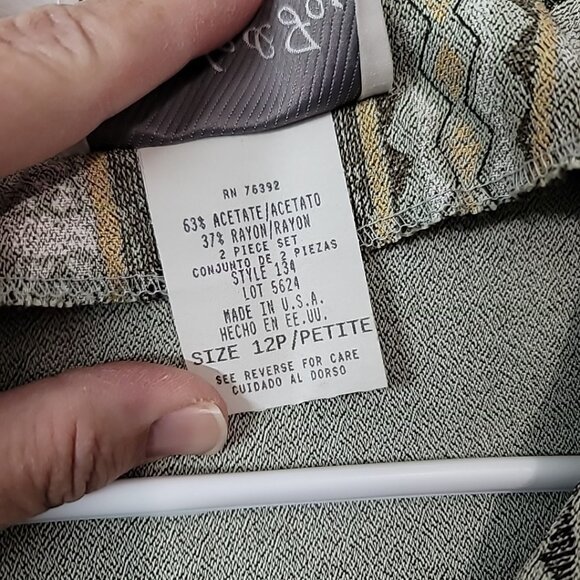 RN 76392
63% ACETATE/ACETATO
37% RAYON/RAYON
2 PIECE SET
CONJUNTO DE 2 PIEZAS
STYLE 134
LOT 5624
MADE IN U.S.A.
HECHO EN EE.UU.
SIZE 12P/PETITE
SEE REVERSE FOR CARE
CUIDADO AL DORSO